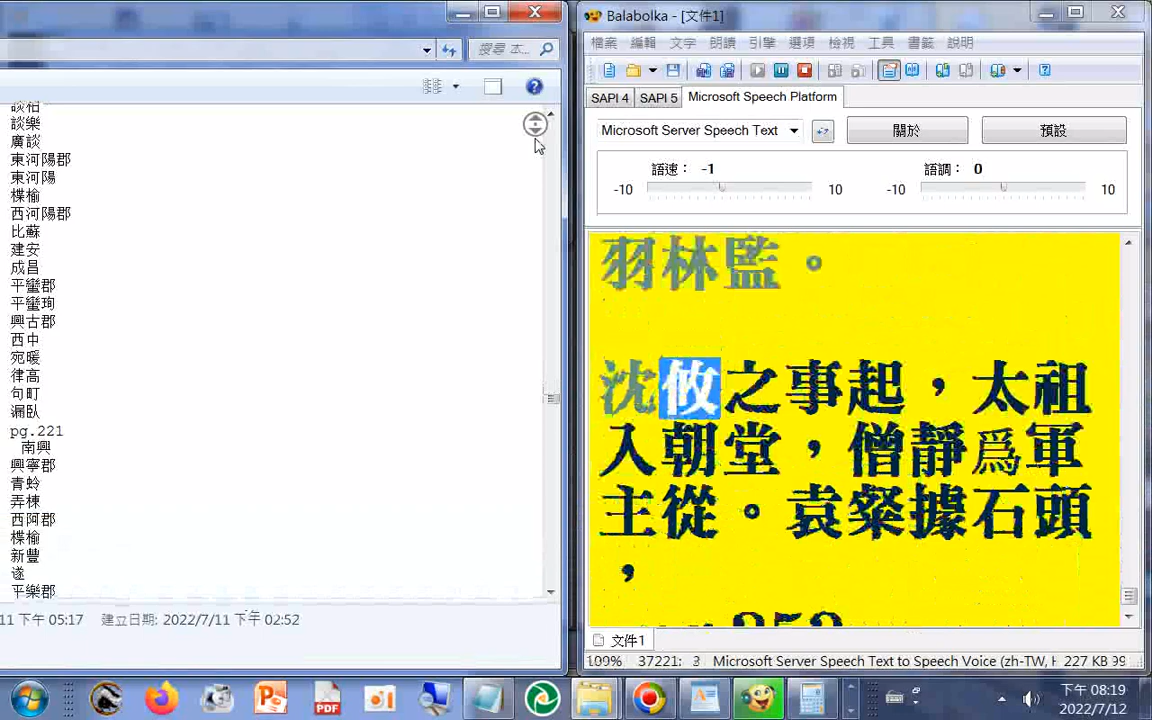 搜尋 本...
談柏
談樂
廣談
東河陽郡
東河陽
楪榆
西河陽郡
比蘇
建安
成昌
平蠻郡
平蠻珣
興古郡
西中
宛暖
律高
句町
漏臥
pg.221
南興
興寧郡
青蛉
弄棟
西阿郡
楪榆
新豐
遂
平樂郡
11 下午 05:17 建立日期: 2022/7/11 下午 02:52
Balabolka - [文件1]
檔案 編輯 文字 朗讀 引擎 選項 檢視 工具 書籤 說明
SAPI 4 SAPI 5 Microsoft Speech Platform
Microsoft Server Speech Text 關於 預設
語速： -1 語調： 0
-10 10 -10 10
羽林監。
沈攸之事起，太祖
入朝堂，僧靜爲軍
主從。袁粲據石頭
，
文件1
100% 37221: 3 Microsoft Server Speech Text to Speech Voice (zh-TW, H 227 KB 99
PDF
下午 08:19
2022/7/12